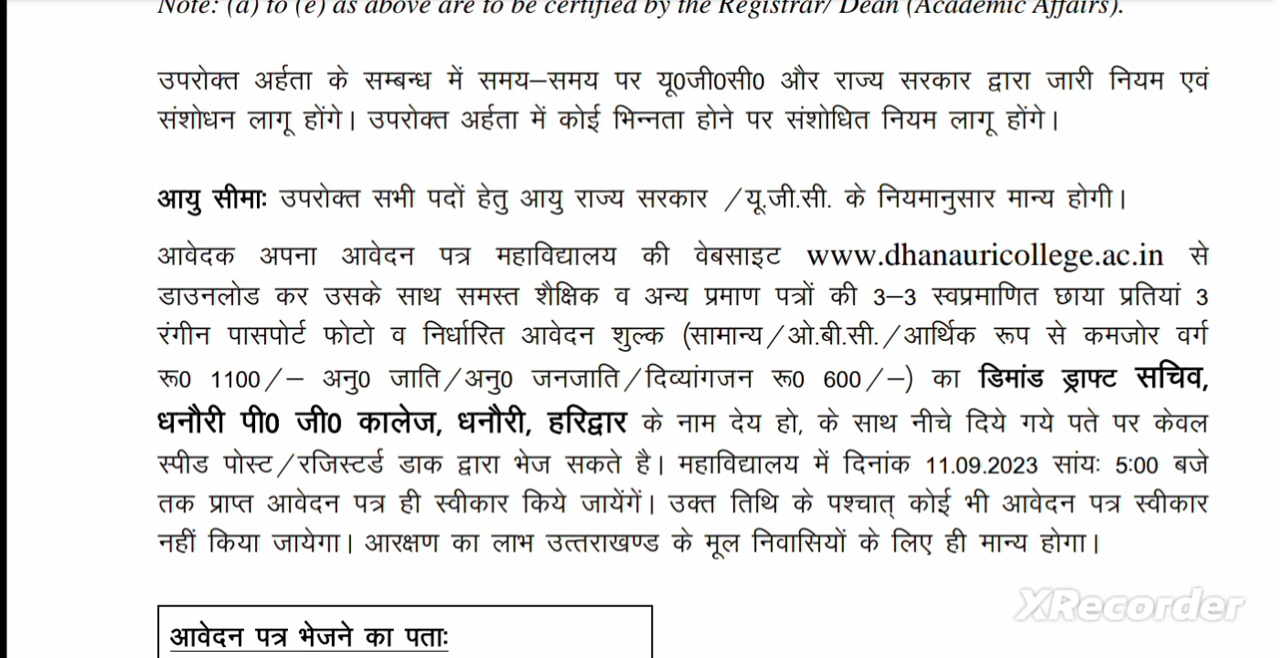 Note: (a) to (e) as above are to be certified by the Registrar/ Dean (Academic Affairs).
उपरोक्त अर्हता के सम्बन्ध में समय–समय पर यू0जी0सी0 और राज्य सरकार द्वारा जारी नियम एवं
संशोधन लागू होंगे। उपरोक्त अर्हता में कोई भिन्नता होने पर संशोधित नियम लागू होंगे।
आयु सीमाः उपरोक्त सभी पदों हेतु आयु राज्य सरकार /यू.जी.सी. के नियमानुसार मान्य होगी।
आवेदक अपना आवेदन पत्र महाविद्यालय की वेबसाइट www.dhanauricollege.ac.in से
डाउनलोड कर उसके साथ समस्त शैक्षिक व अन्य प्रमाण पत्रों की 3–3 स्वप्रमाणित छाया प्रतियां 3
रंगीन पासपोर्ट फोटो व निर्धारित आवेदन शुल्क (सामान्य/ओ.बी.सी./आर्थिक रूप से कमजोर वर्ग
रू0 1100/– अनु0 जाति/अनु0 जनजाति/दिव्यांगजन रू0 600/–) का डिमांड ड्राफ्ट सचिव,
धनौरी पी0 जी0 कालेज, धनौरी, हरिद्वार के नाम देय हो, के साथ नीचे दिये गये पते पर केवल
स्पीड पोस्ट/रजिस्टर्ड डाक द्वारा भेज सकते है। महाविद्यालय में दिनांक 11.09.2023 सांयः 5:00 बजे
तक प्राप्त आवेदन पत्र ही स्वीकार किये जायेंगें। उक्त तिथि के पश्चात् कोई भी आवेदन पत्र स्वीकार
नहीं किया जायेगा। आरक्षण का लाभ उत्तराखण्ड के मूल निवासियों के लिए ही मान्य होगा।
XRecorder
आवेदन पत्र भेजने का पताः